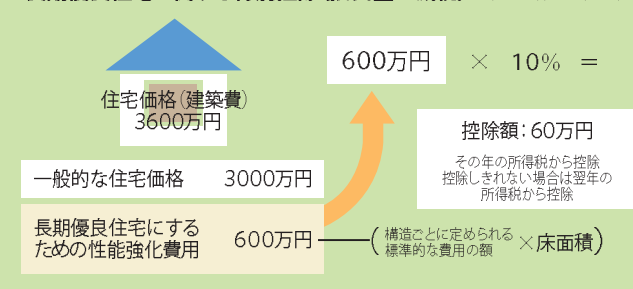 600万円 × 10% =
住宅価格(建築費)
3600万円
控除額:60万円
その年の所得税から控除
控除しきれない場合は翌年の
所得税から控除
一般的な住宅価格 3000万円
長期優良住宅にする
ための性能強化費用
600万円
(構造ごとに定められる
標準的な費用の額
×床面積)